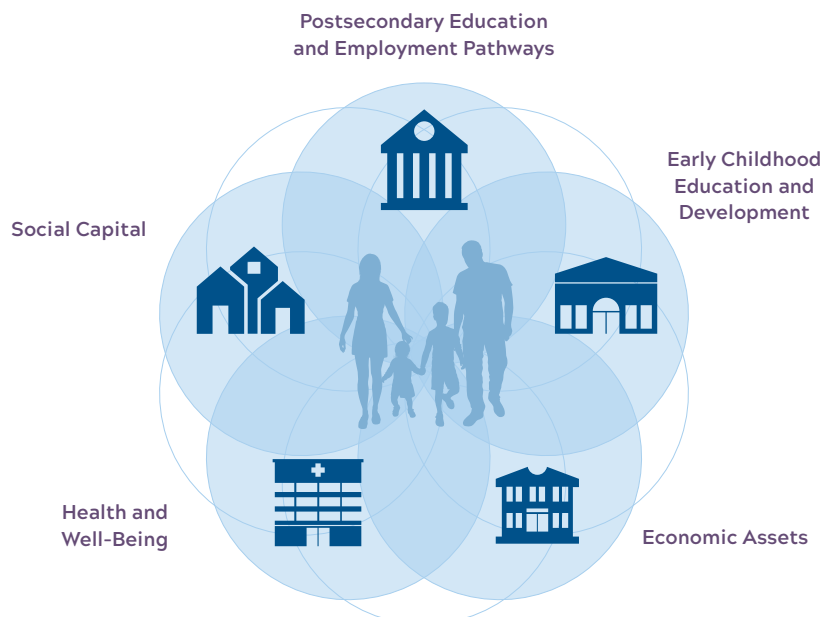 Postsecondary Education
and Employment Pathways
Early Childhood
Education and
Development
Social Capital
Health and
Well-Being
Economic Assets